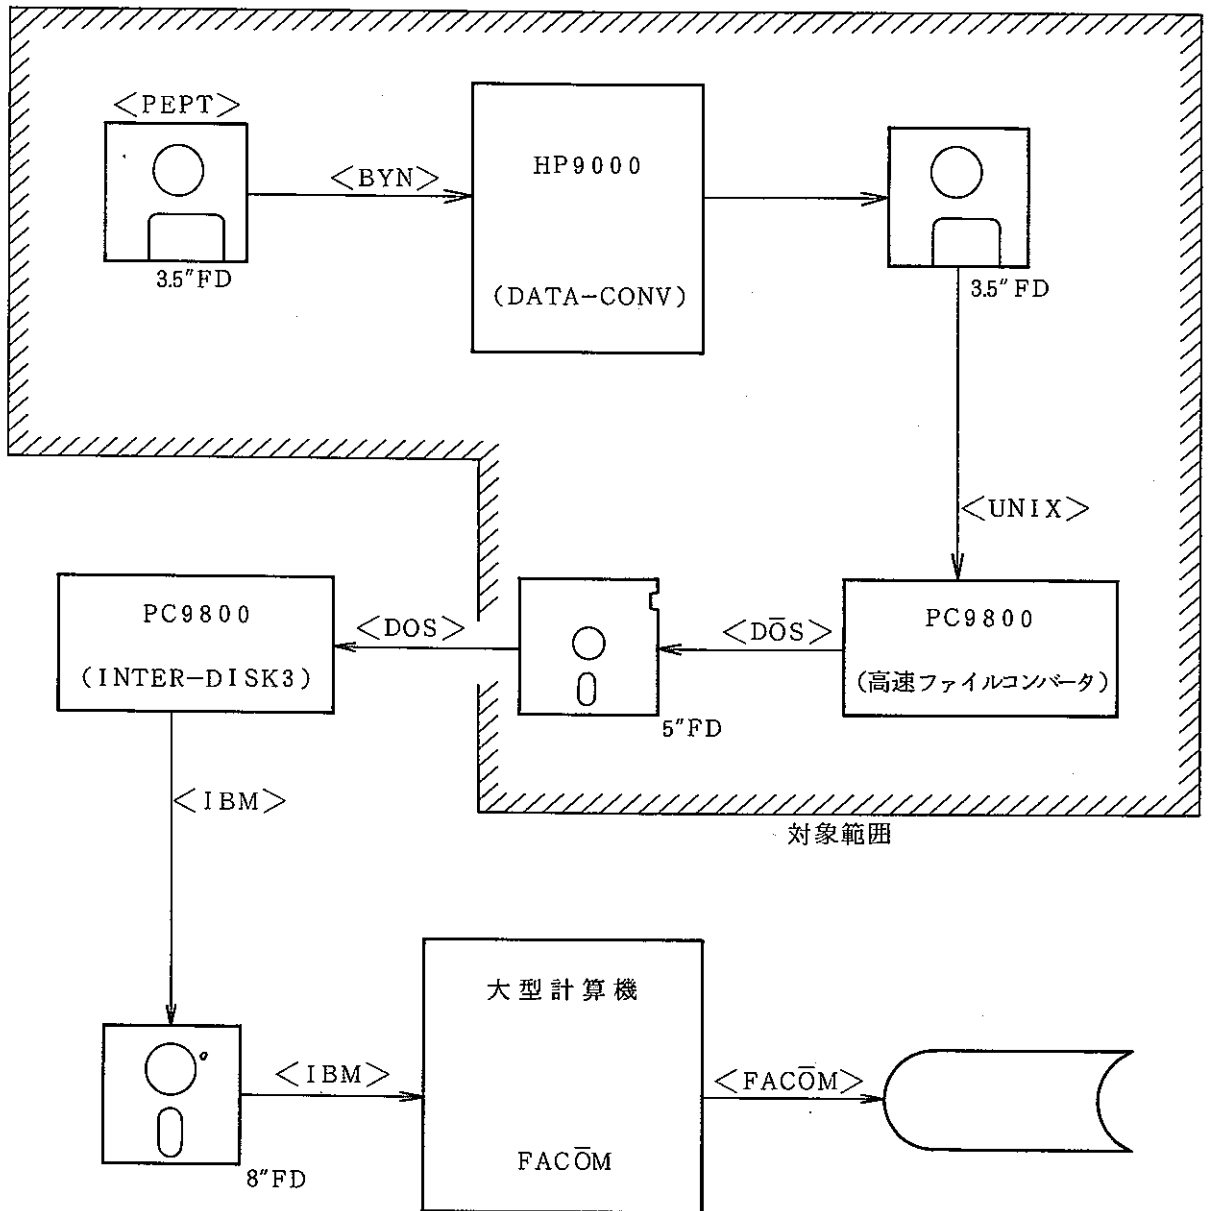 <PEPT>
3.5″FD
<BYN>
HP9000
(DATA-CONV)
3.5″FD
<UNIX>
PC9800
(高速ファイルコンバータ)
<DŌS>
5″FD
<DOS>
PC9800
(INTER-DISK3)
対象範囲
<IBM>
8″FD
<IBM>
大型計算機
FACŌM
<FACŌM>